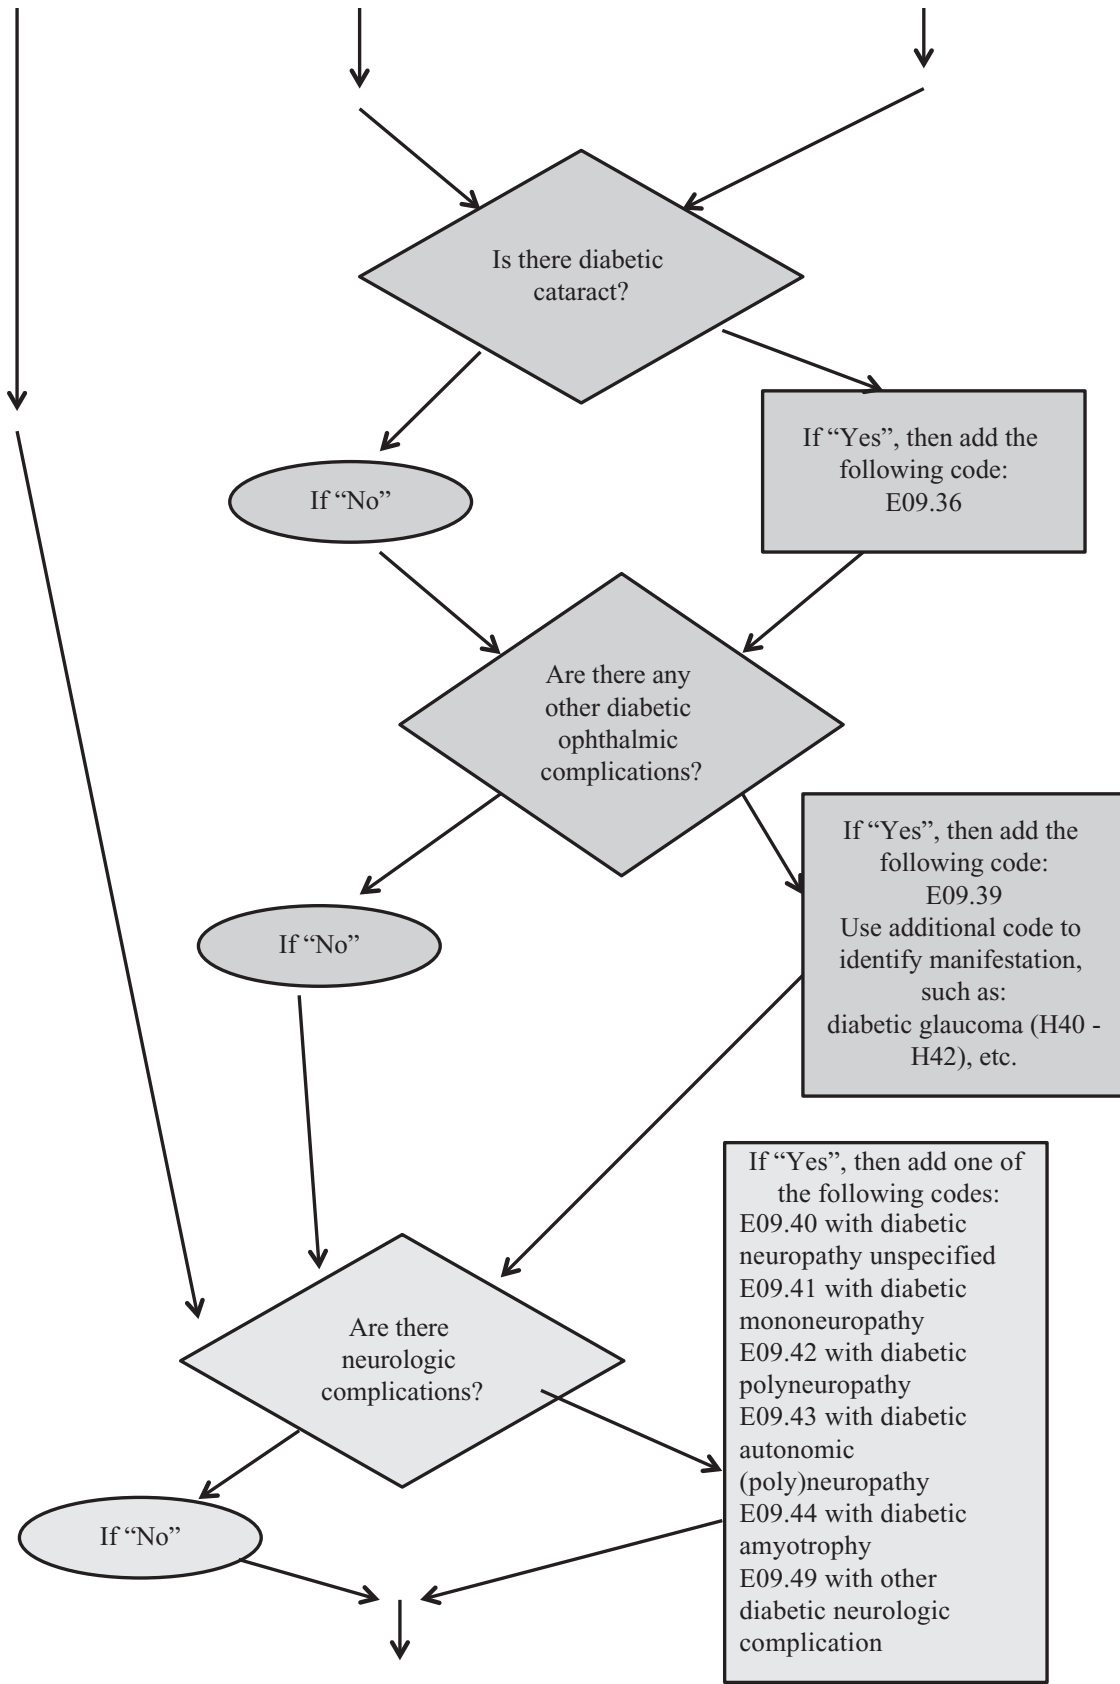 Is there diabetic
cataract?
If “Yes”, then add the
following code:
E09.36
If “No”
Are there any
other diabetic
ophthalmic
complications?
If “Yes”, then add the
following code:
E09.39
Use additional code to
identify manifestation,
such as:
diabetic glaucoma (H40 -
H42), etc.
If “No”
If “Yes”, then add one of
the following codes:
E09.40 with diabetic
neuropathy unspecified
E09.41 with diabetic
mononeuropathy
E09.42 with diabetic
polyneuropathy
E09.43 with diabetic
autonomic
(poly)neuropathy
E09.44 with diabetic
amyotrophy
E09.49 with other
diabetic neurologic
complication
Are there
neurologic
complications?
If “No”